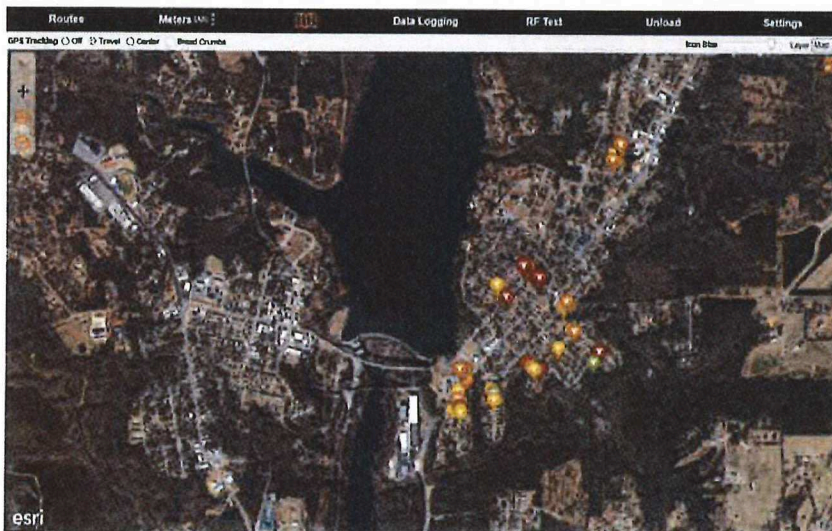 Routes Meters Data Logging RF Test Unload Settings
GPS Tracking Off Travel Center Bread Crumbs Icon Size Layer Map
esri